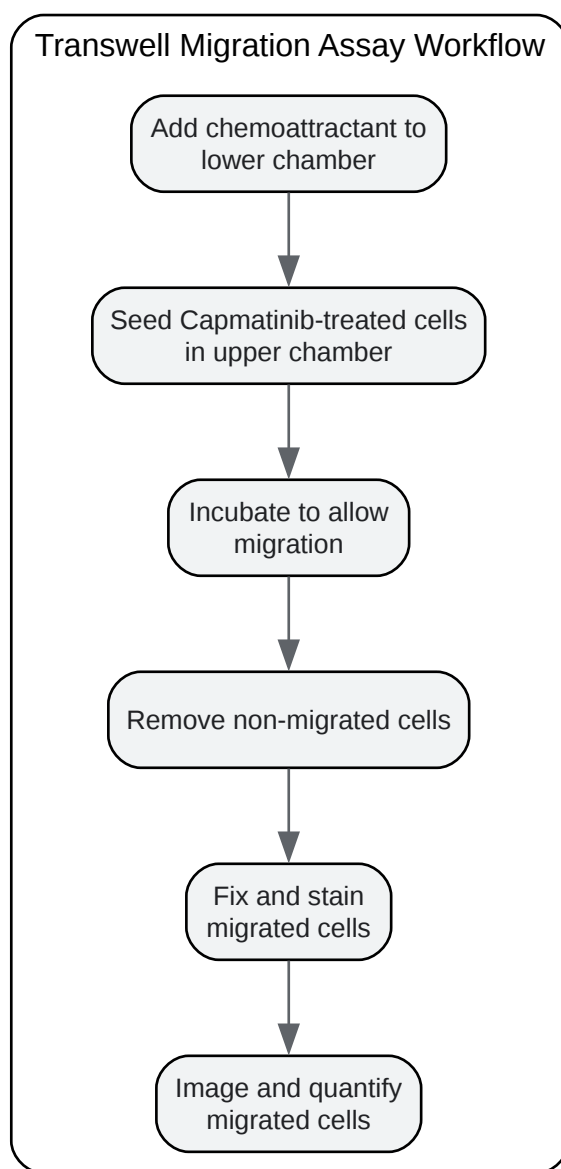 Transwell Migration Assay Workflow
Add chemoattractant to
lower chamber
Seed Capmatinib-treated cells
in upper chamber
Incubate to allow
migration
Remove non-migrated cells
Fix and stain
migrated cells
Image and quantify
migrated cells